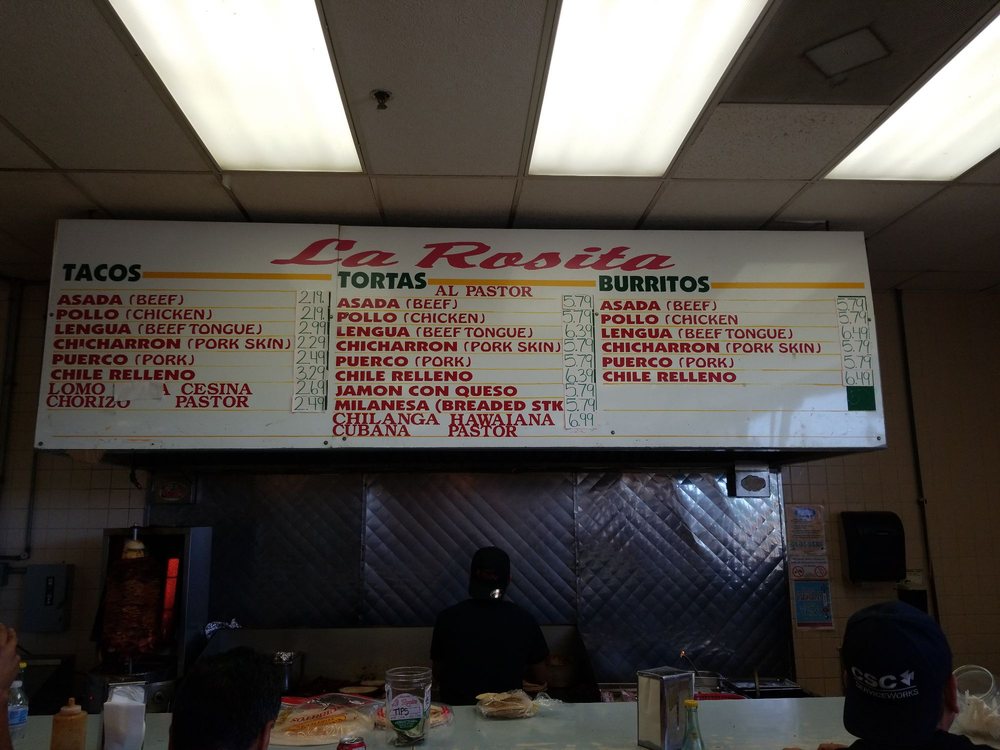 La Rosita
TACOS
ASADA (BEEF) 2.19
POLLO (CHICKEN) 2.19
LENGUA (BEEF TONGUE) 2.99
CHICHARRON (PORK SKIN) 2.29
PUERCO (PORK) 2.49
CHILE RELLENO 3.29
LOMO CESINA 2.69
CHORIZO PASTOR 2.49
TORTAS
AL PASTOR
ASADA (BEEF) 5.79
POLLO (CHICKEN) 5.79
LENGUA (BEEF TONGUE) 6.39
CHICHARRON (PORK SKIN) 5.79
PUERCO (PORK) 5.79
CHILE RELLENO 6.39
JAMON CON QUESO 5.79
MILANESA (BREADED STK 5.79
CHILANGA HAWAIANA 6.99
CUBANA PASTOR
BURRITOS
ASADA (BEEF) 5.79
POLLO (CHICKEN 5.79
LENGUA (BEEF TONGUE) 6.49
CHICHARRON (PORK SKIN) 5.79
PUERCO (PORK) 5.79
CHILE RELLENO 6.49
TIPS
CSC
SERVICEWORKS